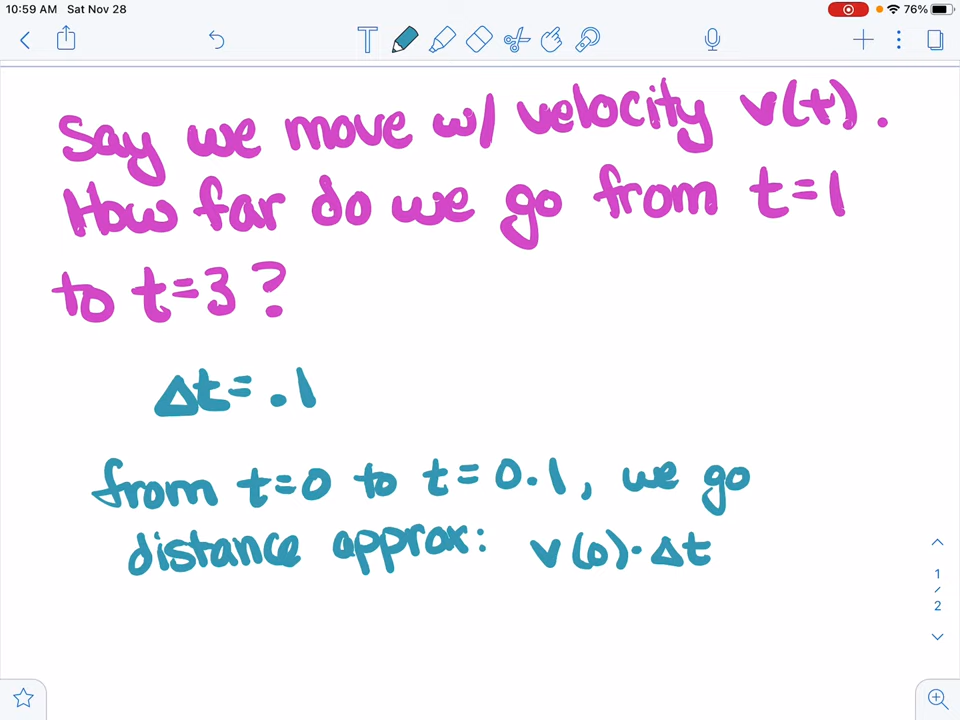 10:59 AM Sat Nov 28
76%
T
Say we move w/ velocity v(t).
How far do we go from t=1
to t=3?
Δt=.1
from t=0 to t=0.1, we go
distance approx: v(0)·Δt
1
/
2